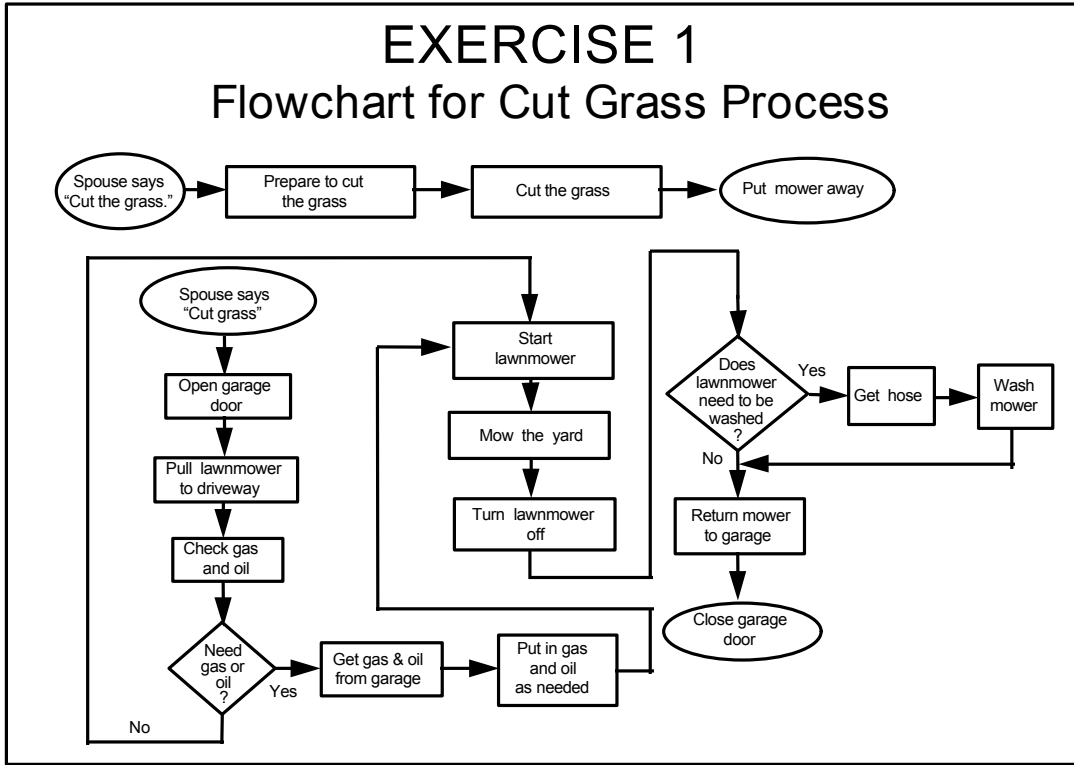 EXERCISE 1
Flowchart for Cut Grass Process
Spouse says
“Cut the grass.”
Prepare to cut
the grass
Cut the grass
Put mower away
Spouse says
“Cut grass”
Open garage
door
Pull lawnmower
to driveway
Check gas
and oil
Need
gas or
oil
?
Yes
No
Get gas & oil
from garage
Put in gas
and oil
as needed
Start
lawnmower
Mow the yard
Turn lawnmower
off
Does
lawnmower
need to be
washed
?
Yes
No
Get hose
Wash
mower
Return mower
to garage
Close garage
door